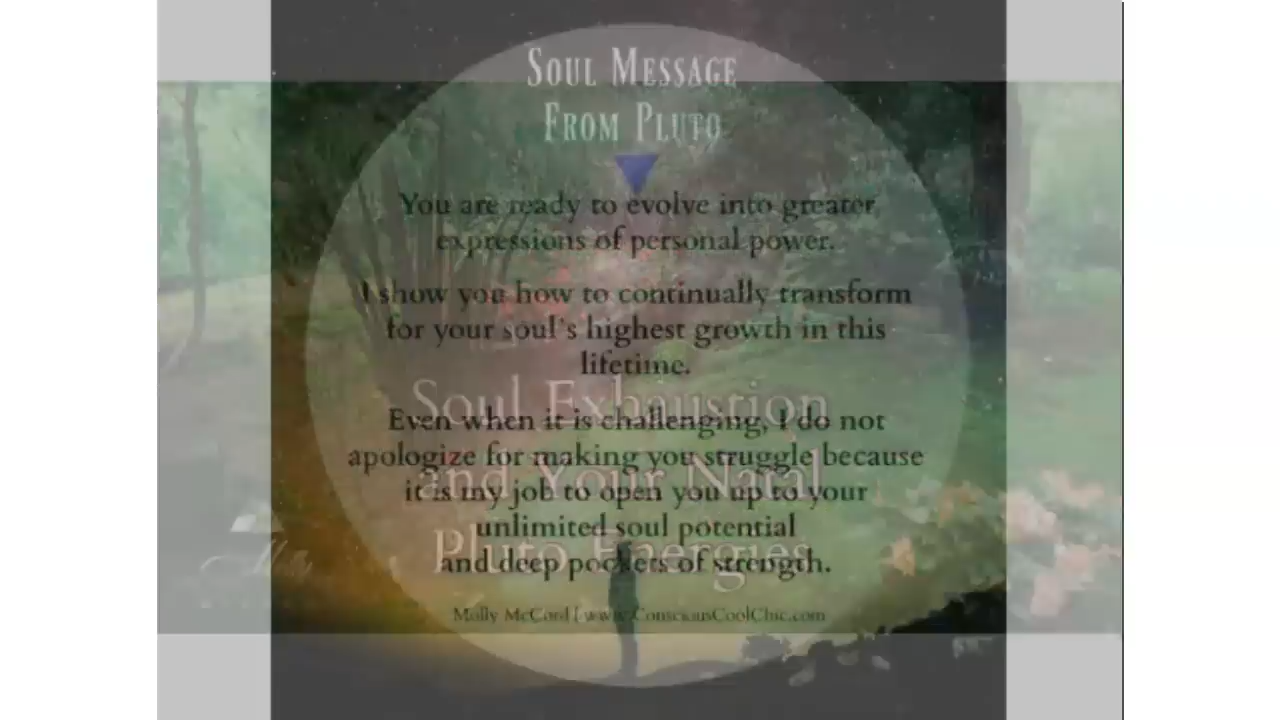 SOUL MESSAGE
FROM PLUTO
You are ready to evolve into greater
expressions of personal power.
I show you how to continually transform
for your soul's highest growth in this
lifetime.
Soul Exhaustion
Even when it is challenging, I do not
apologize for making you struggle because
and Your Natal
it is my job to open you up to your
unlimited soul potential
Pluto Energies
and deep pockets of strength.
Molly McCord | www.ConsciousCoolChic.com